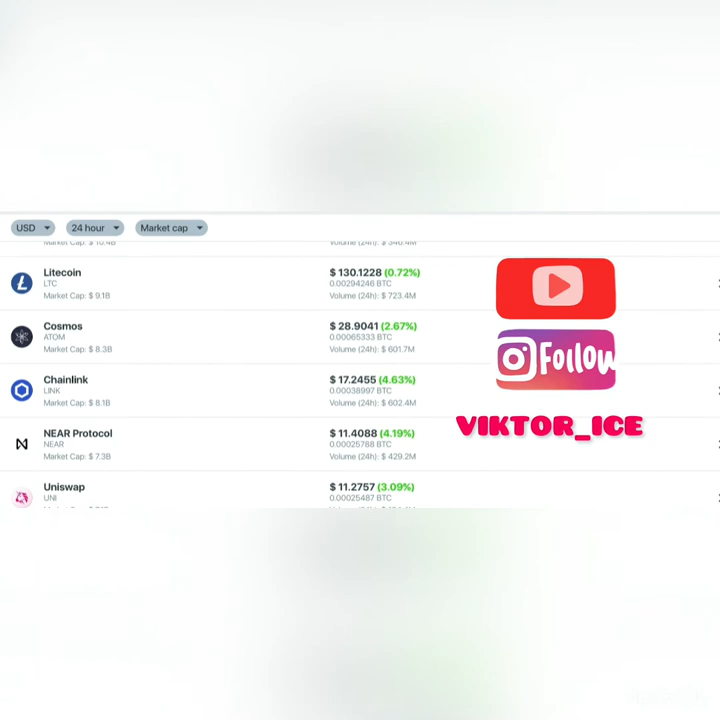 USD
24 hour
Market cap
Litecoin
LTC
Market Cap: $ 9.1B
$ 130.1228 (0.72%)
0.00294246 BTC
Volume (24h): $ 723.4M
Cosmos
ATOM
Market Cap: $ 8.3B
$ 28.9041 (2.67%)
0.00065333 BTC
Volume (24h): $ 601.7M
Chainlink
LINK
Market Cap: $ 8.1B
$ 17.2455 (4.63%)
0.00038997 BTC
Volume (24h): $ 602.4M
NEAR Protocol
NEAR
Market Cap: $ 7.3B
$ 11.4088 (4.19%)
0.00025788 BTC
Volume (24h): $ 429.2M
Uniswap
UNI
$ 11.2757 (3.09%)
0.00025487 BTC
Follow
VIKTOR_ICE